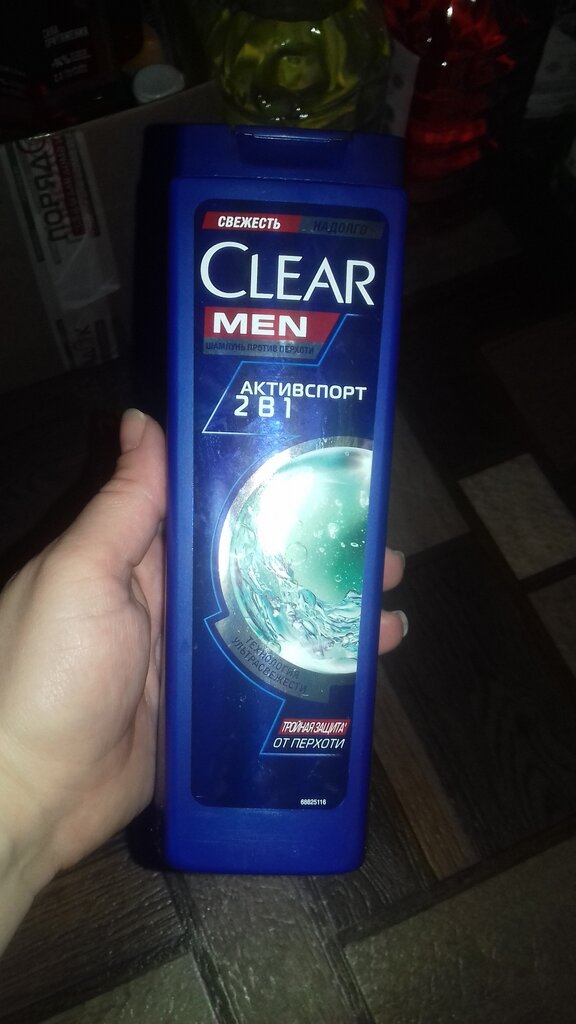 СВЕЖЕСТЬ НАДОЛГО
CLEAR
MEN
ШАМПУНЬ ПРОТИВ ПЕРХОТИ
АКТИВСПОРТ
2 В 1
ТЕХНОЛОГИЯ
УЛЬТРАСВЕЖЕСТИ
ТРОЙНАЯ ЗАЩИТА
ОТ ПЕРХОТИ
68825116